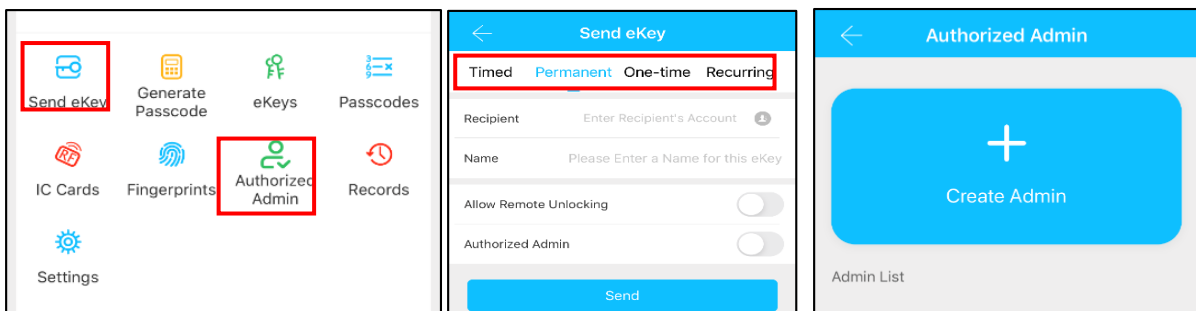 Send eKey
Generate
Passcode
eKeys
Passcodes
IC Cards
Fingerprints
Authorized
Admin
Records
Settings
Send eKey
Timed Permanent One-time Recurring
Recipient Enter Recipient's Account
Name Please Enter a Name for this eKey
Allow Remote Unlocking
Authorized Admin
Send
Authorized Admin
Create Admin
Admin List